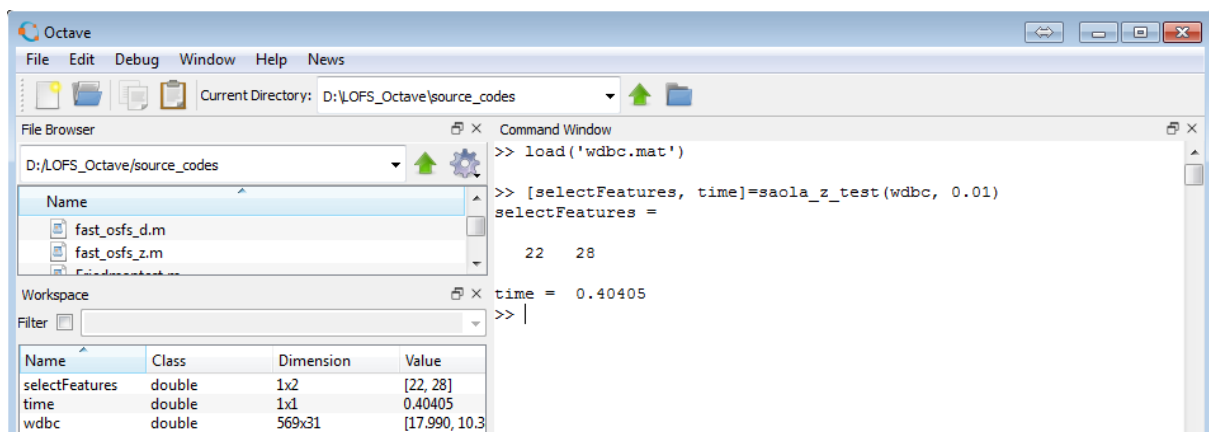 Octave
File Edit Debug Window Help News
Current Directory: D:\LOFS_Octave\source_codes
File Browser
D:/LOFS_Octave/source_codes
Name
fast_osfs_d.m
fast_osfs_z.m
Workspace
Filter
Name Class Dimension Value
selectFeatures double 1x2 [22, 28]
time double 1x1 0.40405
wdbc double 569x31 [17.990, 10.3
Command Window
>> load('wdbc.mat')
>> [selectFeatures, time]=saola_z_test(wdbc, 0.01)
selectFeatures =
22 28
time = 0.40405
>>